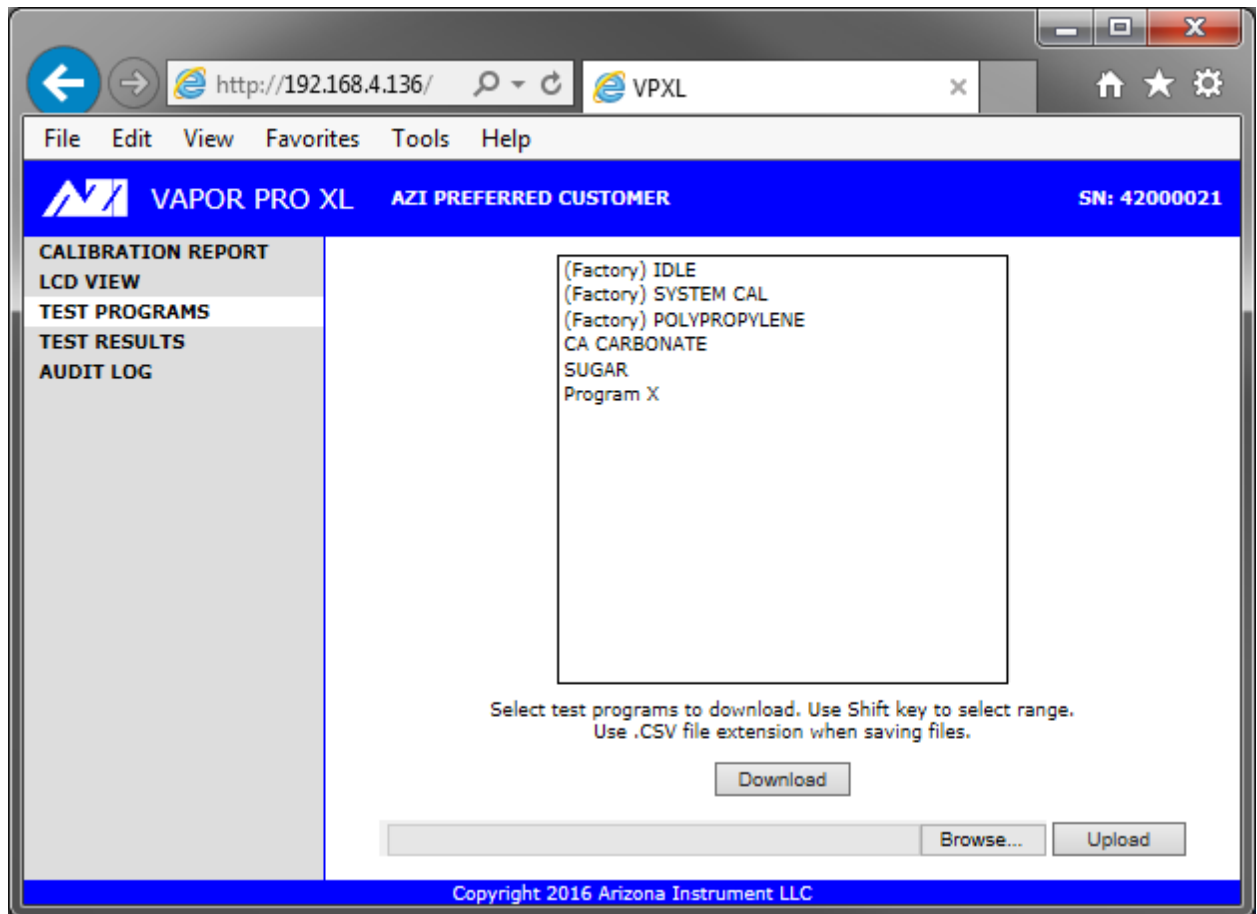 http://192.168.4.136/
VPXL
File Edit View Favorites Tools Help
AZI VAPOR PRO XL AZI PREFERRED CUSTOMER SN: 42000021
CALIBRATION REPORT
LCD VIEW
TEST PROGRAMS
TEST RESULTS
AUDIT LOG
(Factory) IDLE
(Factory) SYSTEM CAL
(Factory) POLYPROPYLENE
CA CARBONATE
SUGAR
Program X
Select test programs to download. Use Shift key to select range.
Use .CSV file extension when saving files.
Download
Browse... Upload
Copyright 2016 Arizona Instrument LLC